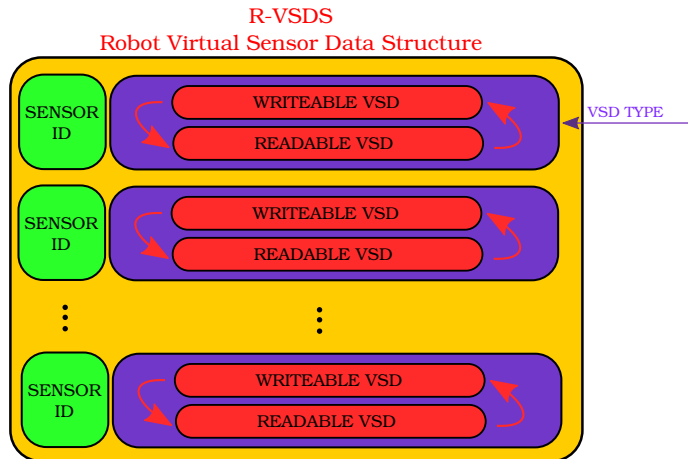 R-VSDS
Robot Virtual Sensor Data Structure
SENSOR
ID
WRITEABLE VSD
READABLE VSD
VSD TYPE
SENSOR
ID
WRITEABLE VSD
READABLE VSD
SENSOR
ID
WRITEABLE VSD
READABLE VSD